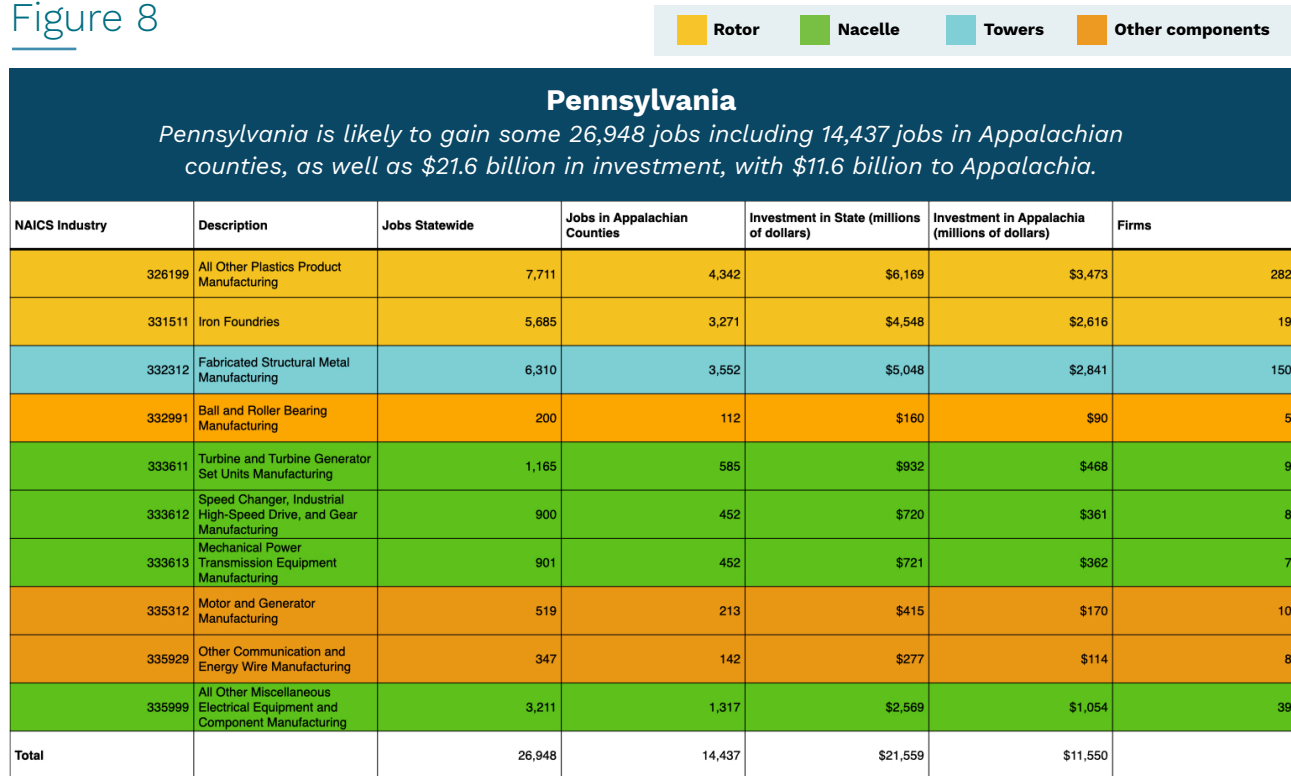 Figure 8
Rotor Nacelle Towers Other components
Pennsylvania
Pennsylvania is likely to gain some 26,948 jobs including 14,437 jobs in Appalachian
counties, as well as $21.6 billion in investment, with $11.6 billion to Appalachia.
NAICS Industry Description Jobs Statewide Jobs in Appalachian Counties Investment in State (millions of dollars) Investment in Appalachia (millions of dollars) Firms
326199 All Other Plastics Product Manufacturing 7,711 4,342 $6,169 $3,473 282
331511 Iron Foundries 5,685 3,271 $4,548 $2,616 19
332312 Fabricated Structural Metal Manufacturing 6,310 3,552 $5,048 $2,841 150
332991 Ball and Roller Bearing Manufacturing 200 112 $160 $90 5
333611 Turbine and Turbine Generator Set Units Manufacturing 1,165 585 $932 $468 9
333612 Speed Changer, Industrial High-Speed Drive, and Gear Manufacturing 900 452 $720 $361 8
333613 Mechanical Power Transmission Equipment Manufacturing 901 452 $721 $362 7
335312 Motor and Generator Manufacturing 519 213 $415 $170 10
335929 Other Communication and Energy Wire Manufacturing 347 142 $277 $114 8
335999 All Other Miscellaneous Electrical Equipment and Component Manufacturing 3,211 1,317 $2,569 $1,054 39
Total 26,948 14,437 $21,559 $11,550